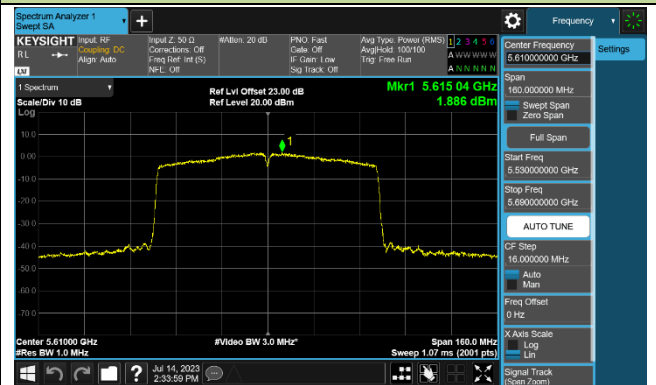 Spectrum Analyzer 1
Swept SA
Frequency
KEYSIGHT
RL
LXI
Input: RF
Coupling: DC
Align: Auto
Input Z: 50 Ω
Corrections: Off
Freq Ref: Int (S)
NFE: Off
#Atten: 20 dB
PNO: Fast
Gate: Off
IF Gain: Low
Sig Track: Off
Avg Type: Power (RMS)
Avg|Hold: 100/100
Trig: Free Run
1 2 3 4 5 6
A W W W W W
A N N N N N
1 Spectrum
Scale/Div 10 dB
Log
Ref Lvl Offset 23.00 dB
Ref Level 20.00 dBm
Mkr1 5.615 04 GHz
1.886 dBm
1
10.0
0.00
-10.0
-20.0
-30.0
-40.0
-50.0
-60.0
-70.0
Center 5.61000 GHz
#Res BW 1.0 MHz
#Video BW 3.0 MHz*
Span 160.0 MHz
Sweep 1.07 ms (2001 pts)
Jul 14, 2023
2:33:59 PM
Center Frequency
5.610000000 GHz
Settings
Span
160.000000 MHz
Swept Span
Zero Span
Full Span
Start Freq
5.530000000 GHz
Stop Freq
5.690000000 GHz
AUTO TUNE
CF Step
16.000000 MHz
Auto
Man
Freq Offset
0 Hz
X Axis Scale
Log
Lin
Signal Track
(Span Zoom)